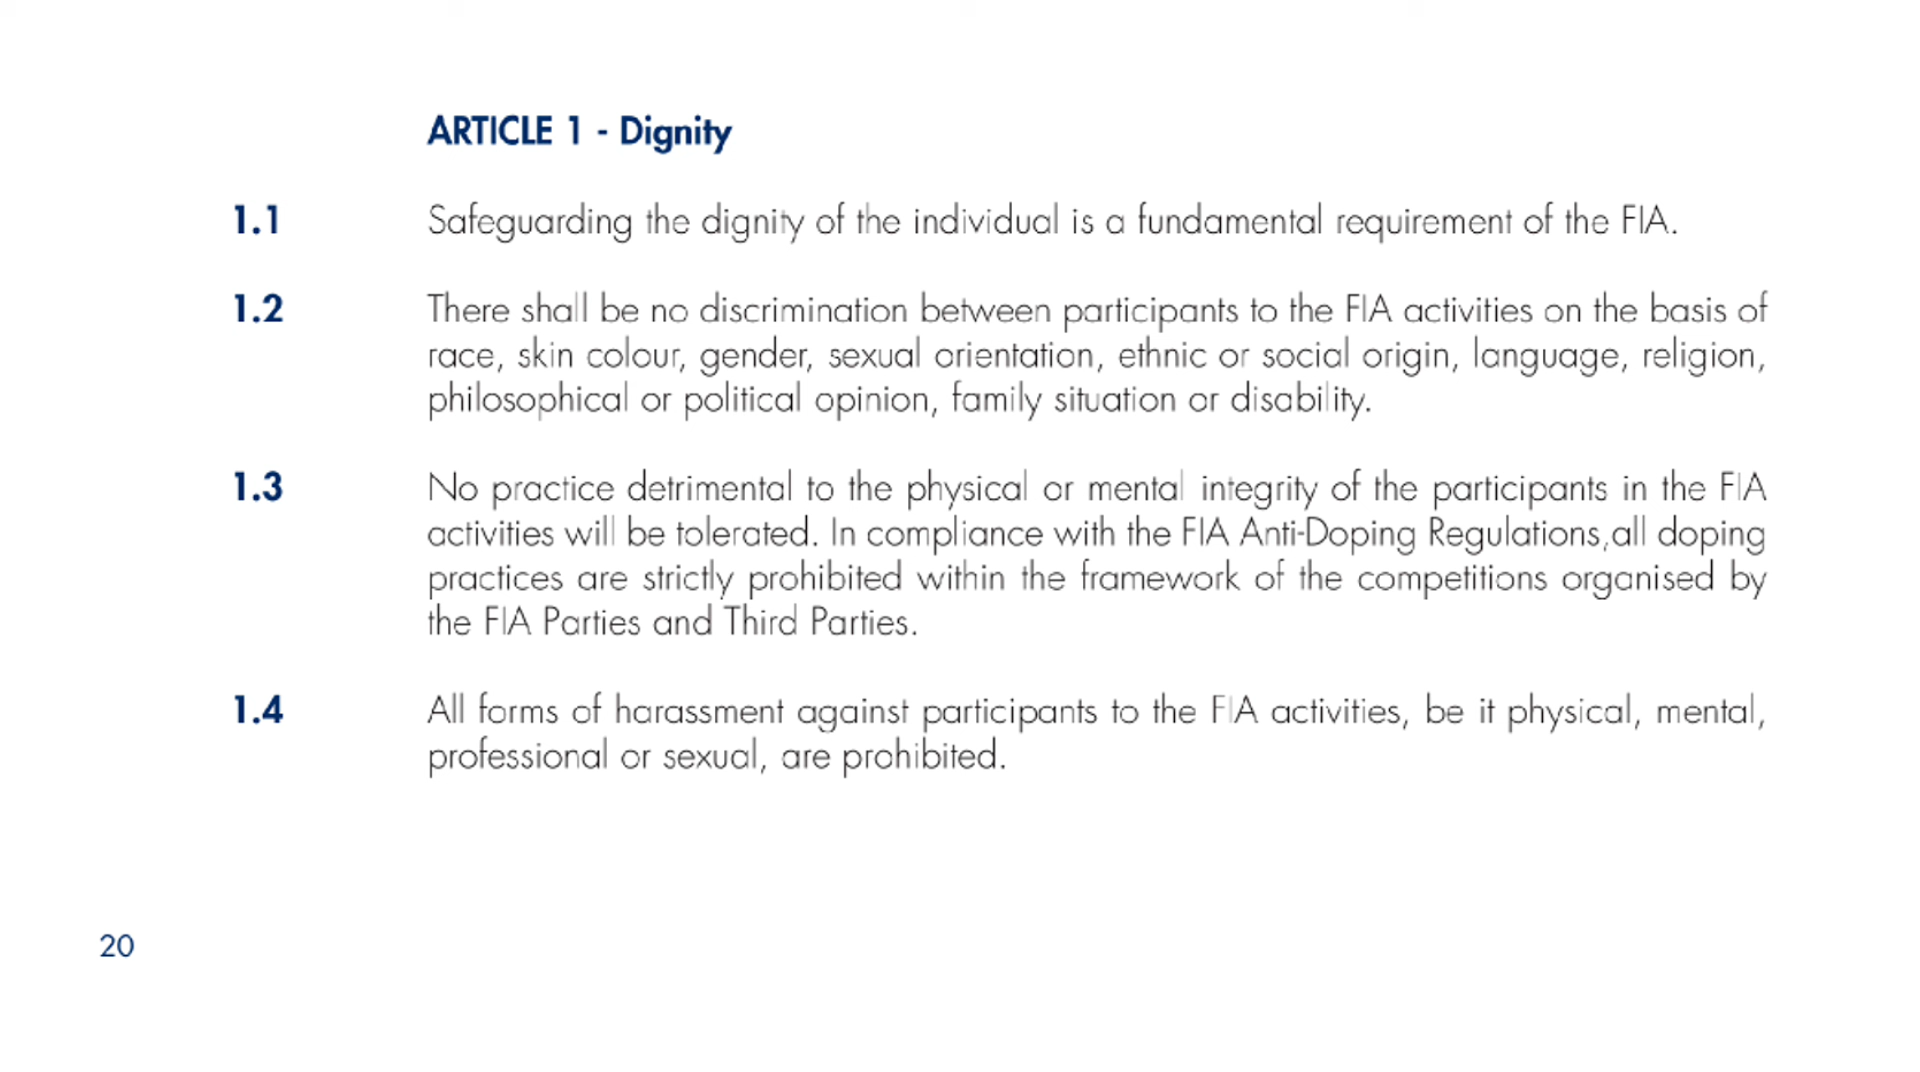 ARTICLE 1 - Dignity
1.1 Safeguarding the dignity of the individual is a fundamental requirement of the FIA.
1.2 There shall be no discrimination between participants to the FIA activities on the basis of
race, skin colour, gender, sexual orientation, ethnic or social origin, language, religion,
philosophical or political opinion, family situation or disability.
1.3 No practice detrimental to the physical or mental integrity of the participants in the FIA
activities will be tolerated. In compliance with the FIA Anti-Doping Regulations,all doping
practices are strictly prohibited within the framework of the competitions organised by
the FIA Parties and Third Parties.
1.4 All forms of harassment against participants to the FIA activities, be it physical, mental,
professional or sexual, are prohibited.
20